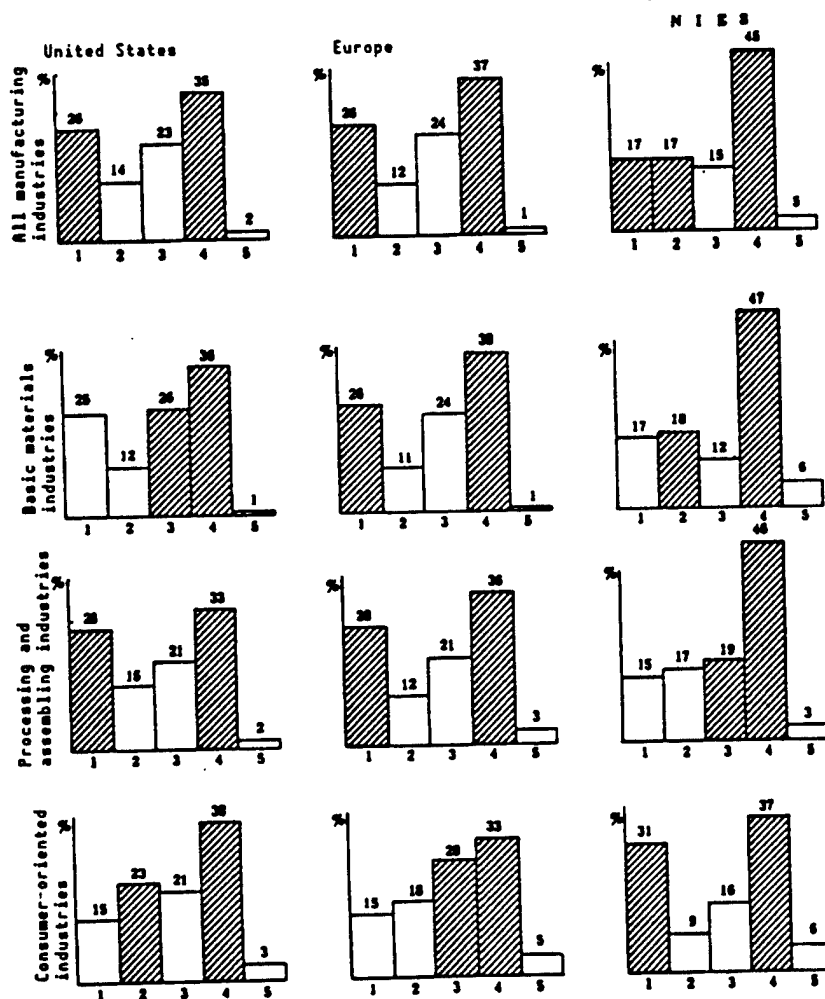 N I E S
United States Europe
% % %
All manufacturing industries
26 14 23 35 2
1 2 3 4 5
26 12 24 37 1
1 2 3 4 5
17 17 15 45
1 2 3 4 5
% % %
Basic materials industries
25 12 26 36 1
1 2 3 4 5
26 11 24 38 1
1 2 3 4 5
17 18 12 47 6
1 2 3 4 5
% % %
Processing and assembling industries
28 15 21 33 2
1 2 3 4 5
28 12 21 36 3
1 2 3 4 5
15 17 19 46 3
1 2 3 4 5
% % %
Consumer-oriented industries
15 23 21 38 3
1 2 3 4 5
15 18 28 33 5
1 2 3 4 5
31 9 16 37 6
1 2 3 4 5